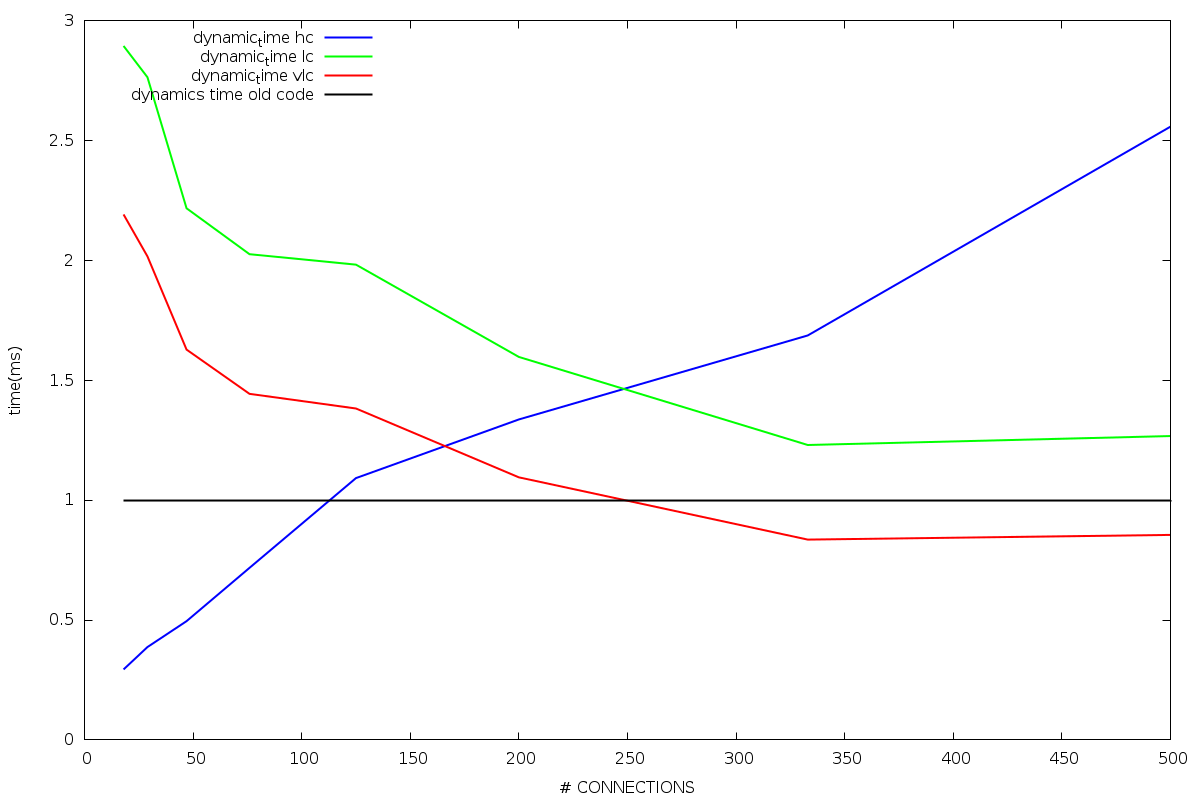 3
2.5
2
1.5
1
0.5
0
time(ms)
dynamic_time hc
dynamic_time lc
dynamic_time vlc
dynamics time old code
0 50 100 150 200 250 300 350 400 450 500
# CONNECTIONS